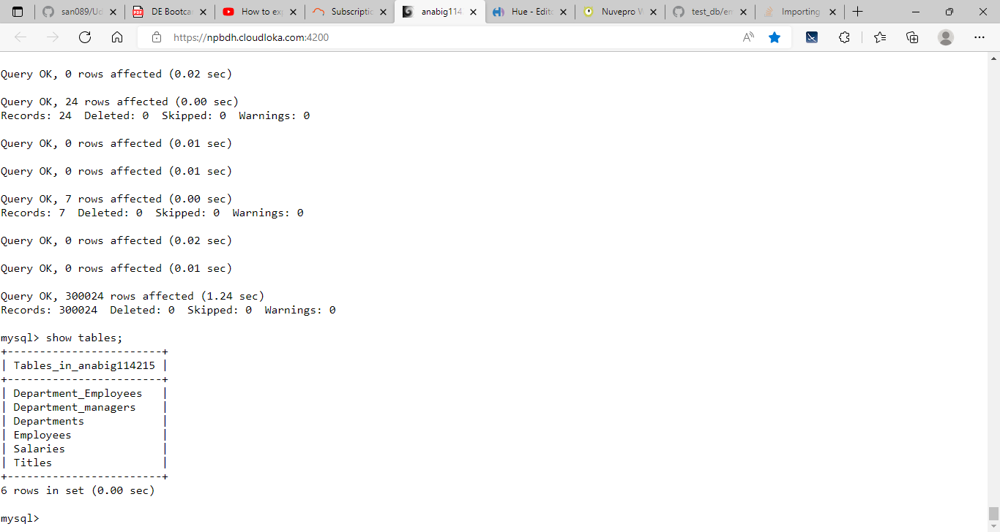 san089/Ud
DE Bootca
How to ex
Subscriptio
anabig114
Hue - Edito
Nuvepro W
test_db/em
Importing
https://npbdh.cloudloka.com:4200
Query OK, 0 rows affected (0.02 sec)
Query OK, 24 rows affected (0.00 sec)
Records: 24  Deleted: 0  Skipped: 0  Warnings: 0
Query OK, 0 rows affected (0.01 sec)
Query OK, 0 rows affected (0.01 sec)
Query OK, 7 rows affected (0.00 sec)
Records: 7  Deleted: 0  Skipped: 0  Warnings: 0
Query OK, 0 rows affected (0.02 sec)
Query OK, 0 rows affected (0.01 sec)
Query OK, 300024 rows affected (1.24 sec)
Records: 300024  Deleted: 0  Skipped: 0  Warnings: 0
mysql> show tables;
+------------------------+
| Tables_in_anabig114215 |
+------------------------+
| Department_Employees   |
| Department_managers    |
| Departments            |
| Employees              |
| Salaries               |
| Titles                 |
+------------------------+
6 rows in set (0.00 sec)
mysql>